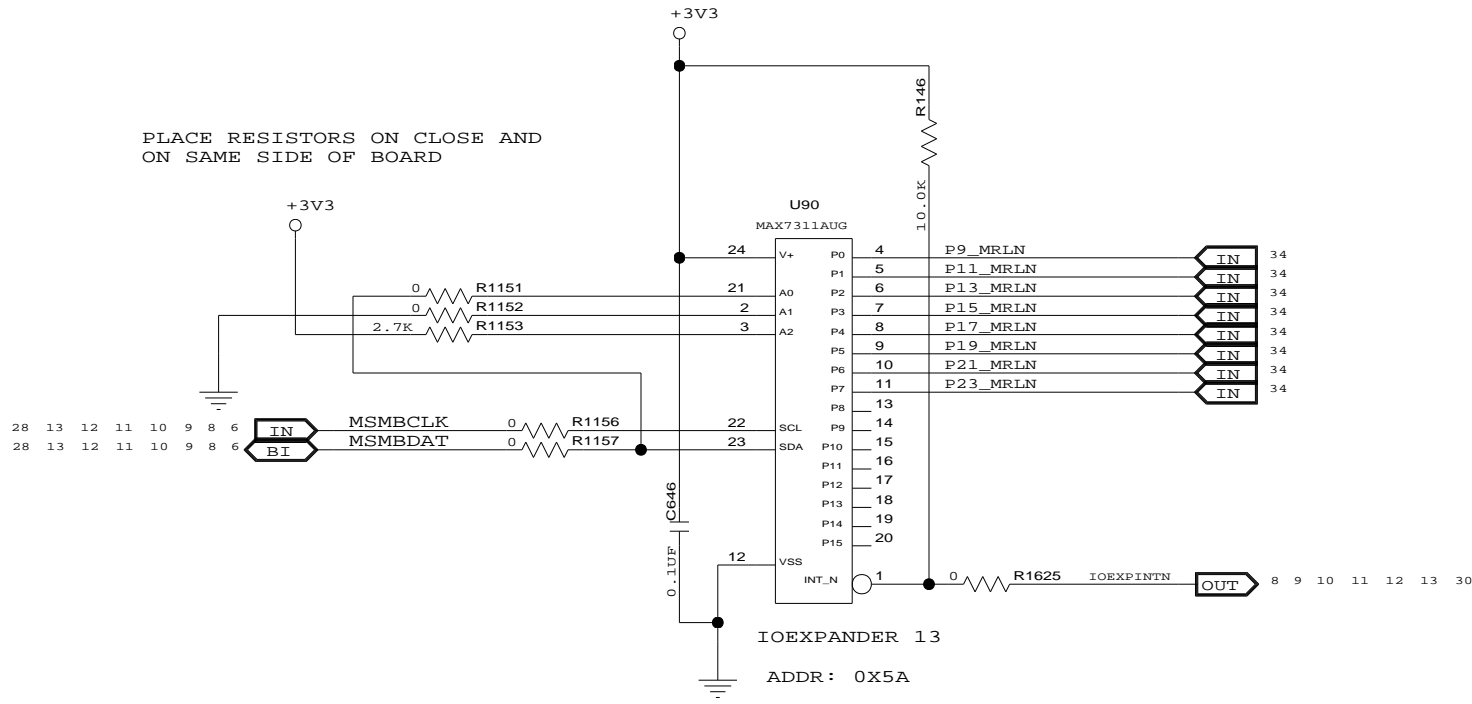 +3V3
R146
10.0K
PLACE RESISTORS ON CLOSE AND
ON SAME SIDE OF BOARD
+3V3
U90
MAX7311AUG
24 V+ P0 4 P9_MRLN IN 34
P1 5 P11_MRLN IN 34
0 R1151 21 A0 P2 6 P13_MRLN IN 34
0 R1152 2 A1 P3 7 P15_MRLN IN 34
2.7K R1153 3 A2 P4 8 P17_MRLN IN 34
P5 9 P19_MRLN IN 34
P6 10 P21_MRLN IN 34
P7 11 P23_MRLN IN 34
P8 13
28 13 12 11 10 9 8 6 IN MSMBCLK 0 R1156 22 SCL P9 14
28 13 12 11 10 9 8 6 BI MSMBDAT 0 R1157 23 SDA P10 15
P11 16
P12 17
C646
P13 18
P14 19
P15 20
0.1UF
12 VSS
INT_N 1 0 R1625 IOEXPINTN OUT 8 9 10 11 12 13 30
IOEXPANDER 13
ADDR: 0X5A